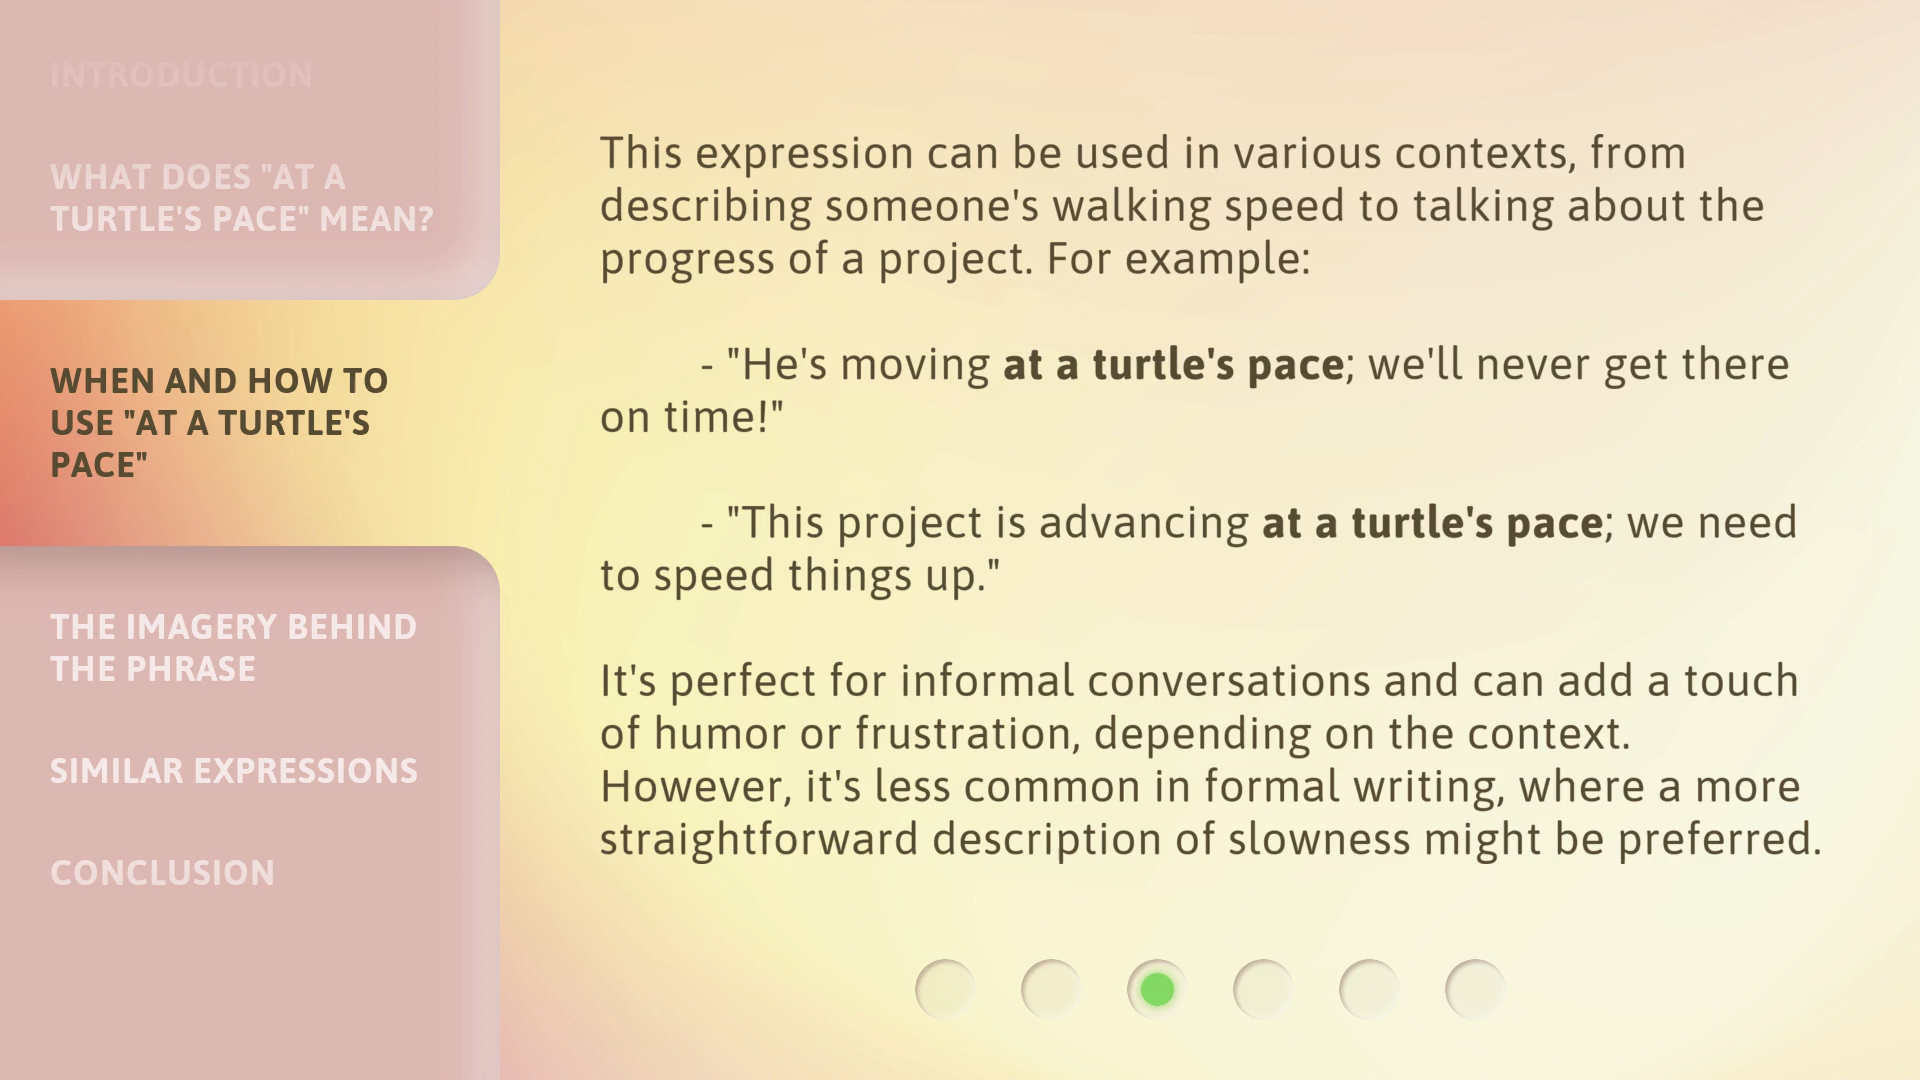 INTRODUCTION
WHAT DOES "AT A
TURTLE'S PACE" MEAN?
WHEN AND HOW TO
USE "AT A TURTLE'S
PACE"
THE IMAGERY BEHIND
THE PHRASE
SIMILAR EXPRESSIONS
CONCLUSION
This expression can be used in various contexts, from
describing someone's walking speed to talking about the
progress of a project. For example:
- "He's moving at a turtle's pace; we'll never get there
on time!"
- "This project is advancing at a turtle's pace; we need
to speed things up."
It's perfect for informal conversations and can add a touch
of humor or frustration, depending on the context.
However, it's less common in formal writing, where a more
straightforward description of slowness might be preferred.